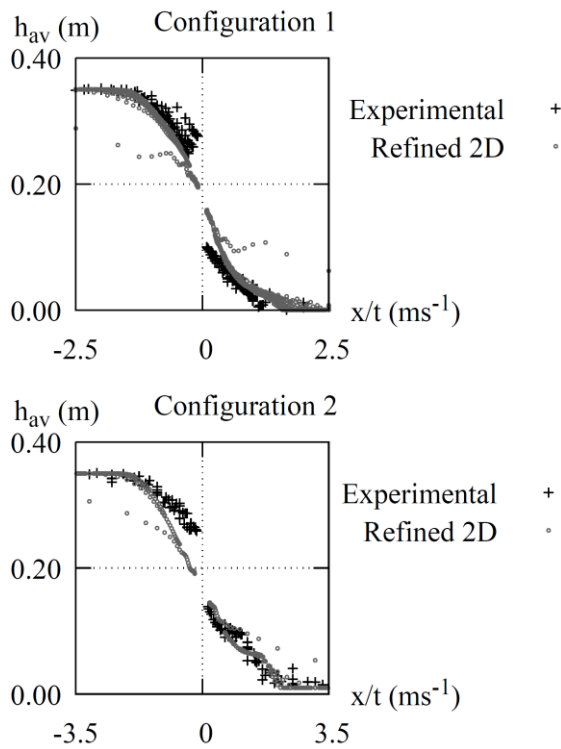 h_av (m) Configuration 1
0.40
Experimental +
Refined 2D
0.20
0.00
x/t (ms⁻¹)
-2.5 0 2.5
h_av (m) Configuration 2
0.40
Experimental +
Refined 2D
0.20
0.00
x/t (ms⁻¹)
-3.5 0 3.5